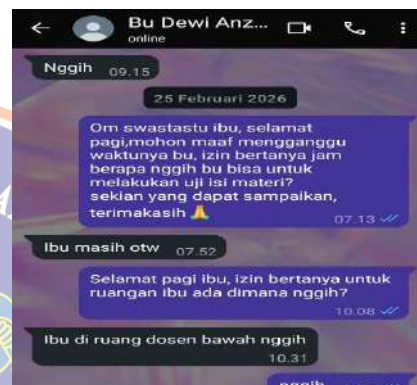 Bu Dewi Anz...
online
Nggih 09.15
25 Februari 2026
Om swastastu ibu, selamat
pagi,mohon maaf mengganggu
waktunya bu, izin bertanya jam
berapa nggih bu bisa untuk
melakukan uji isi materi?
sekian yang dapat sampaikan,
terimakasih 🙏
07.13
Ibu masih otw 07.52
Selamat pagi ibu, izin bertanya untuk
ruangan ibu ada dimana nggih?
10.08
Ibu di ruang dosen bawah nggih
10.31
nggih